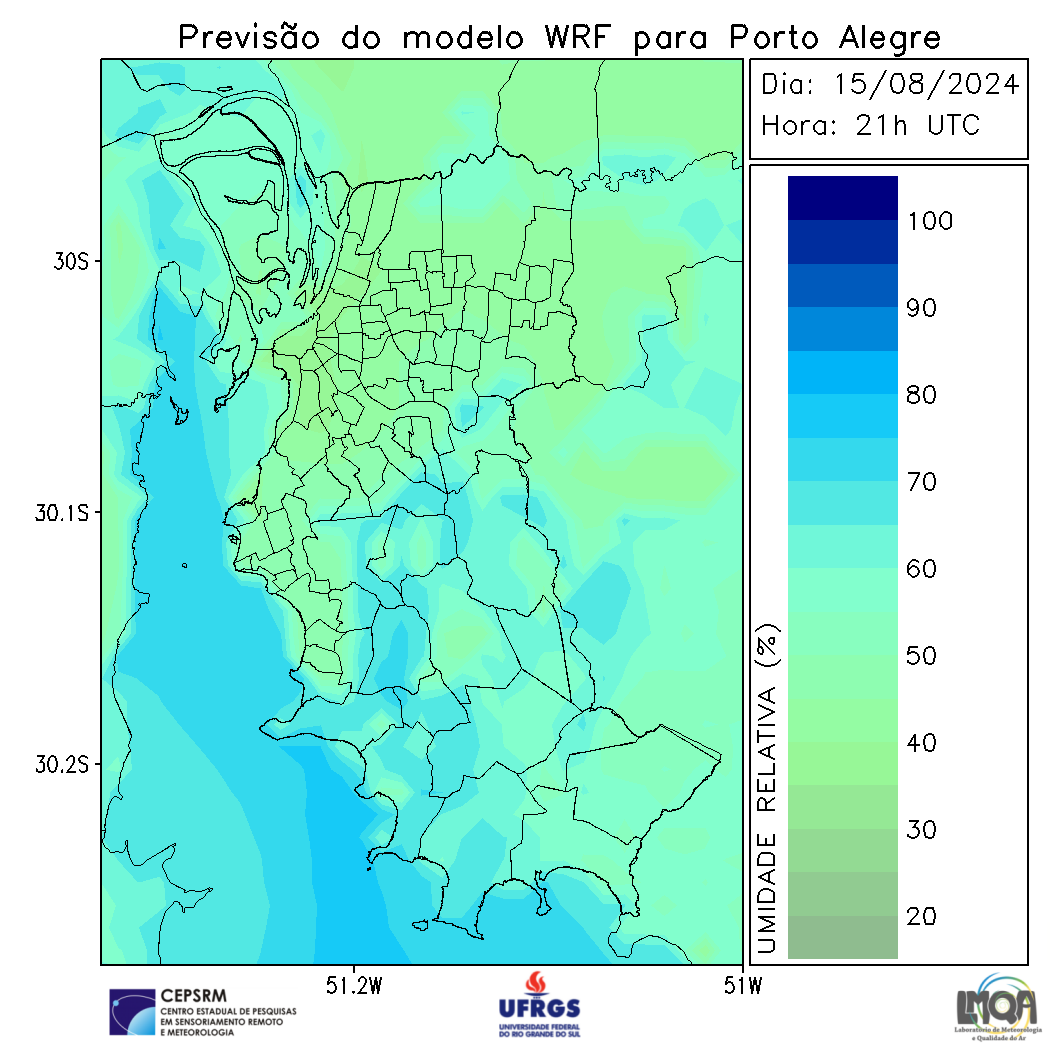 Previsão do modelo WRF para Porto Alegre
Dia: 15/08/2024
Hora: 21h UTC
100
90
80
70
60
50
40
30
20
UMIDADE RELATIVA (%)
30S
30.1S
30.2S
51.2W
51W
CEPSRM
CENTRO ESTADUAL DE PESQUISAS
EM SENSORIAMENTO REMOTO
E METEOROLOGIA
UFRGS
UNIVERSIDADE FEDERAL
DO RIO GRANDE DO SUL
LMQA
Laboratório de Meteorologia
e Qualidade do Ar